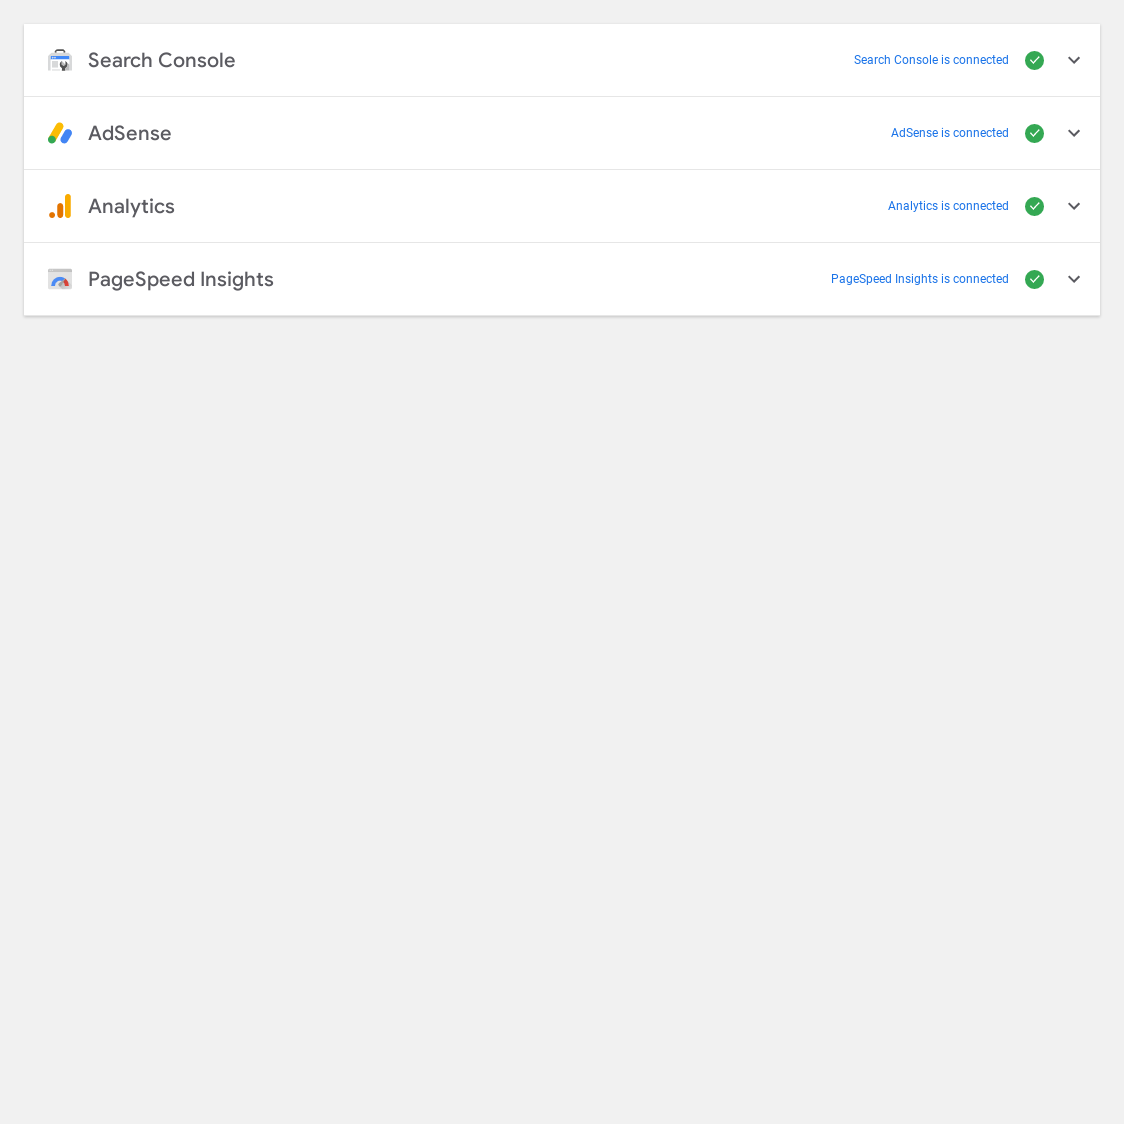 Search Console Search Console is connected
AdSense AdSense is connected
Analytics Analytics is connected
PageSpeed Insights PageSpeed Insights is connected